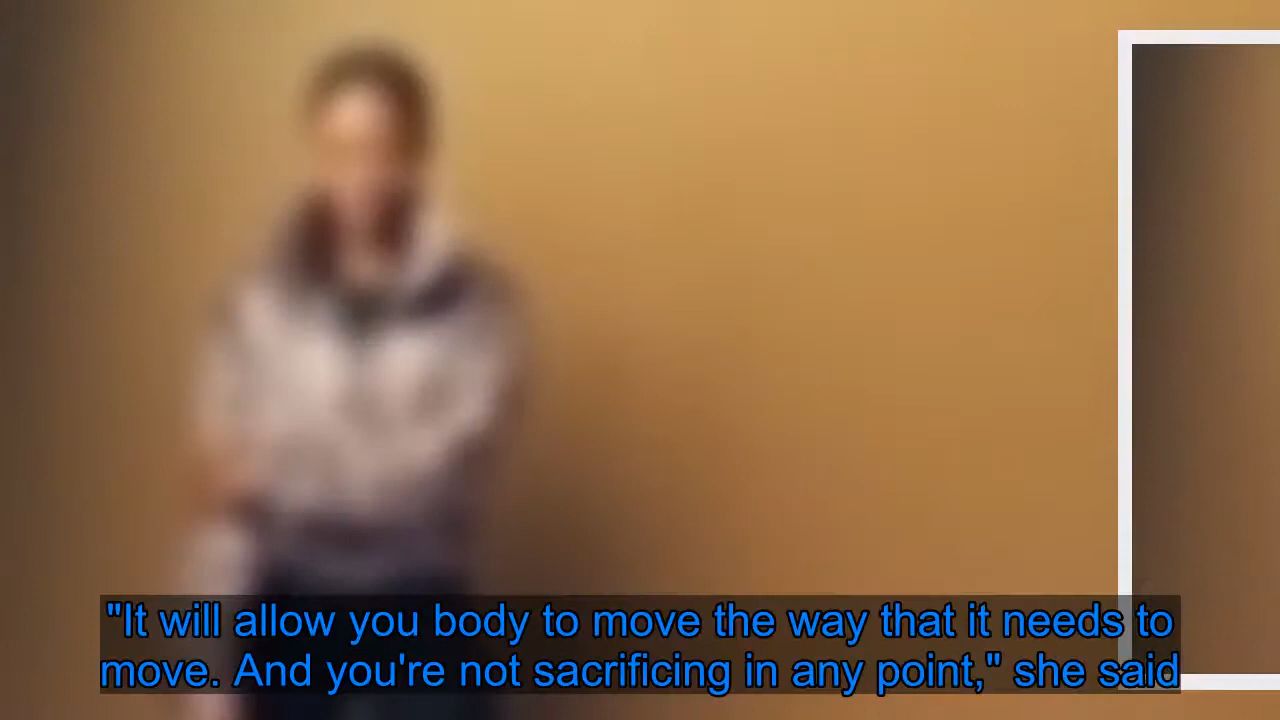 "It will allow you body to move the way that it needs to
move. And you're not sacrificing in any point," she said